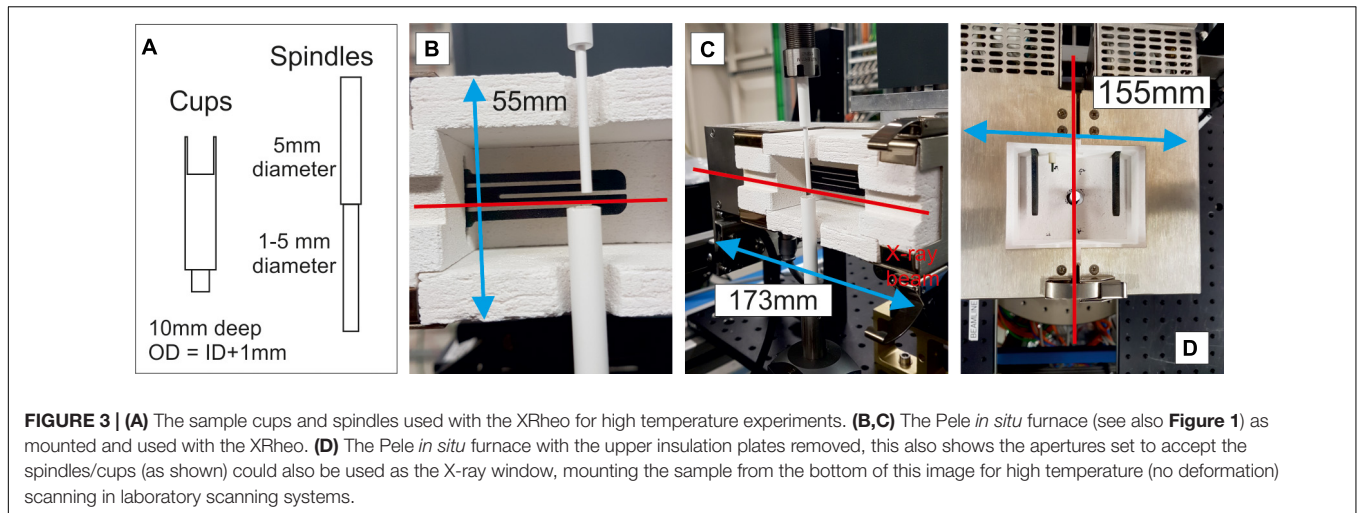 A
Spindles
Cups
5mm
diameter
1-5 mm
diameter
10mm deep
OD = ID+1mm
B
55mm
C
X-ray
beam
173mm
155mm
BEAMLINE
D
FIGURE 3 | (A) The sample cups and spindles used with the XRheo for high temperature experiments. (B,C) The Pele in situ furnace (see also Figure 1) as
mounted and used with the XRheo. (D) The Pele in situ furnace with the upper insulation plates removed, this also shows the apertures set to accept the
spindles/cups (as shown) could also be used as the X-ray window, mounting the sample from the bottom of this image for high temperature (no deformation)
scanning in laboratory scanning systems.